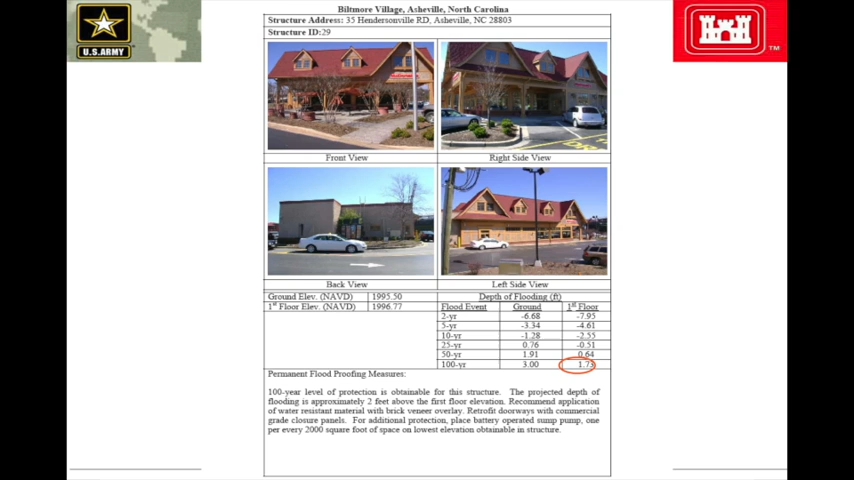 Biltmore Village, Asheville, North Carolina
Structure Address: 35 Hendersonville RD, Asheville, NC 28803
Structure ID:29
U.S.ARMY
TM
Front View
Right Side View
Back View
Left Side View
Ground Elev. (NAVD) 1995.50
1st Floor Elev. (NAVD) 1996.77
Depth of Flooding (ft)
Flood Event Ground 1st Floor
2-yr -6.68 -7.95
5-yr -3.34 -4.61
10-yr -1.28 -2.55
25-yr 0.76 -0.51
50-yr 1.91 0.64
100-yr 3.00 1.73
Permanent Flood Proofing Measures:
100-year level of protection is obtainable for this structure. The projected depth of
flooding is approximately 2 feet above the first floor elevation. Recommend application
of water resistant material with brick veneer overlay. Retrofit doorways with commercial
grade closure panels. For additional protection, place battery operated sump pump, one
per every 2000 square foot of space on lowest elevation obtainable in structure.